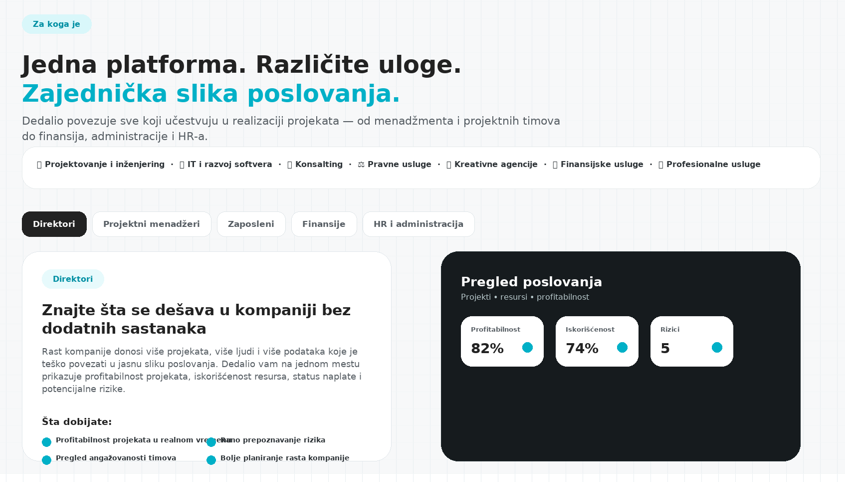 Za koga je
Jedna platforma. Različite uloge.
Zajednička slika poslovanja.
Dedalio povezuje sve koji učestvuju u realizaciji projekata — od menadžmenta i projektnih timova
do finansija, administracije i HR-a.
Projektovanje i inženjering · IT i razvoj softvera · Konsalting · ⚖ Pravne usluge · Kreativne agencije · Finansijske usluge · Profesionalne usluge
Direktori
Projektni menadžeri
Zaposleni
Finansije
HR i administracija
Direktori
Znajte šta se dešava u kompaniji bez
dodatnih sastanaka
Rast kompanije donosi više projekata, više ljudi i više podataka koje je
teško povezati u jasnu sliku poslovanja. Dedalio vam na jednom mestu
prikazuje profitabilnost projekata, iskorišćenost resursa, status naplate i
potencijalne rizike.
Šta dobijate:
Profitabilnost projekata u realnom
prepoznavanje rizika
Pregled angažovanosti timova
Bolje planiranje rasta kompanije
Pregled poslovanja
Projekti • resursi • profitabilnost
Profitabilnost
82%
Iskorišćenost
74%
Rizici
5